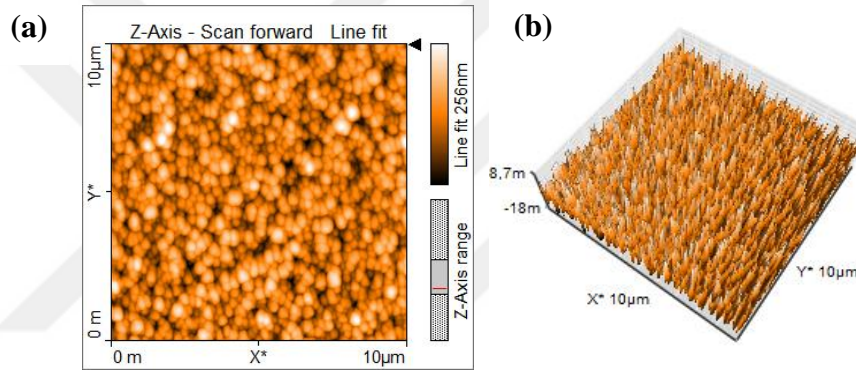 (a)
Z-Axis - Scan forward Line fit
10µm
Y*
0 m
0 m X* 10µm
Line fit 256nm
Z-Axis range
(b)
8,7m
-18m
X* 10µm
Y* 10µm